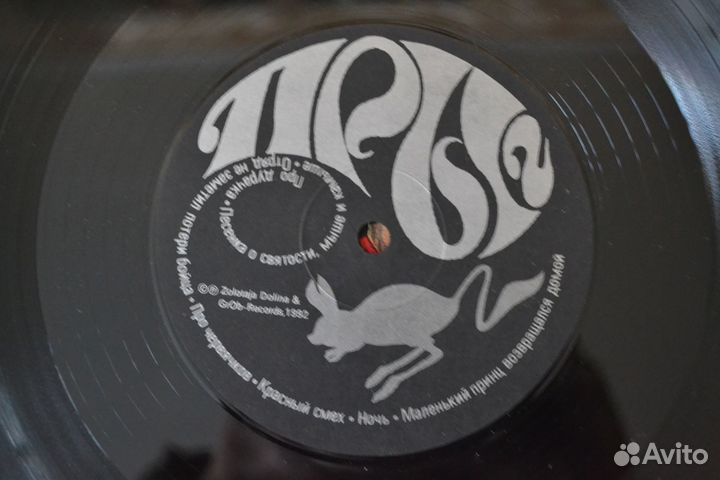 ПРЫГ
Про дурачка • Песенка о святости, мыше и камыше • Отряд не заметил потери бойца • Про червячков • Красный смех • Ночь • Маленький принц возвращался домой
©℗ Zolotaja Dolina &
GrOb-Records, 1992
Avito